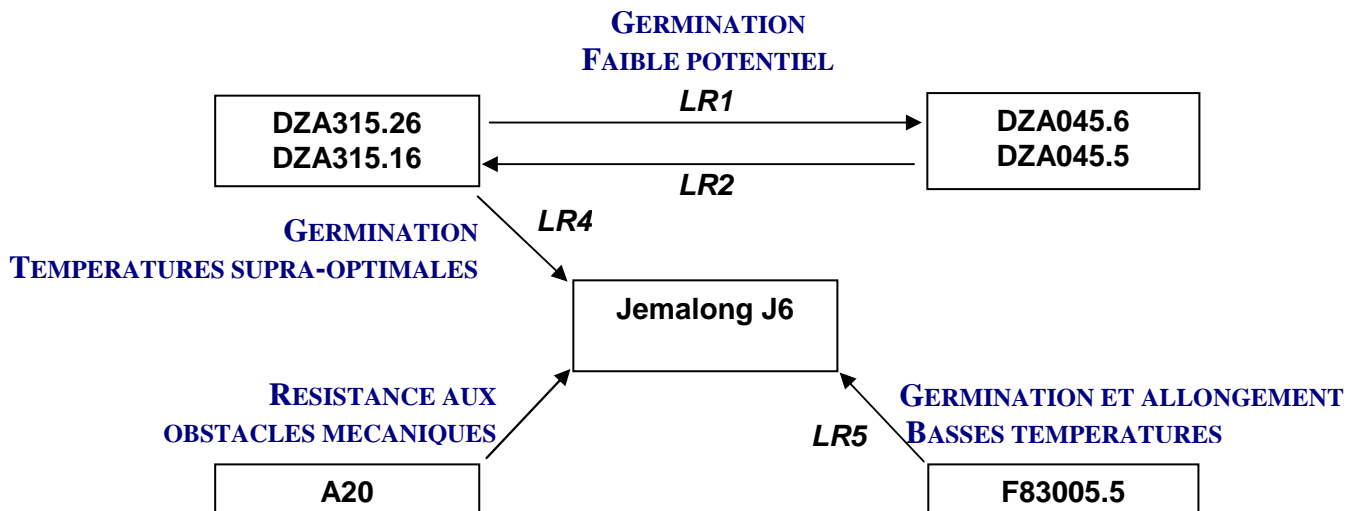 GERMINATION
FAIBLE POTENTIEL
LR1
DZA315.26
DZA315.16
DZA045.6
DZA045.5
LR2
LR4
GERMINATION
TEMPERATURES SUPRA-OPTIMALES
Jemalong J6
RESISTANCE AUX
OBSTACLES MECANIQUES
GERMINATION ET ALLONGEMENT
BASSES TEMPERATURES
LR5
A20
F83005.5